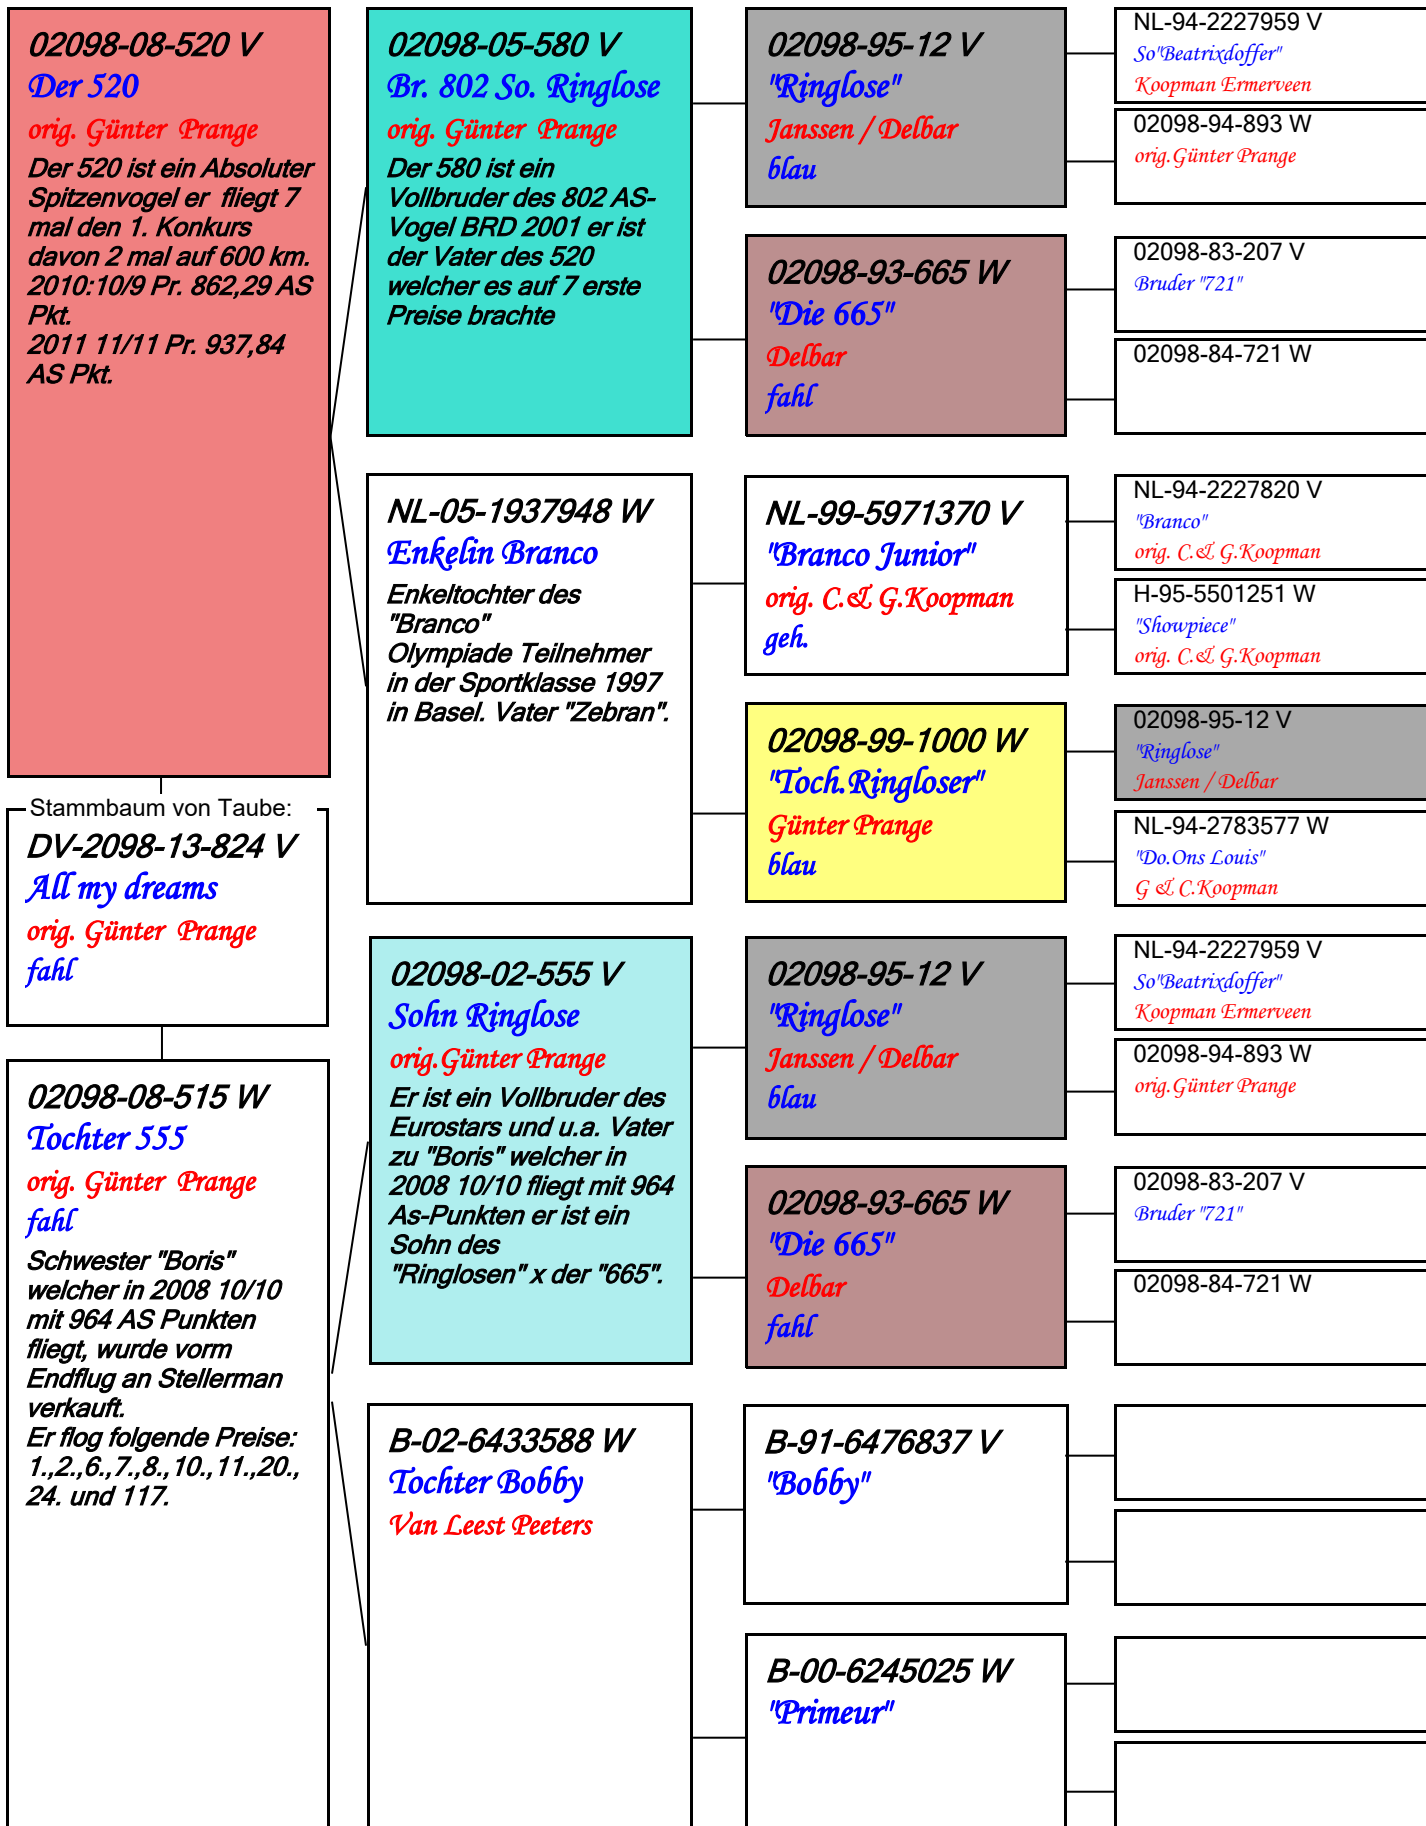 02098-08-520 V
Der 520
orig. Günter Prange
Der 520 ist ein Absoluter
Spitzenvogel er fliegt 7
mal den 1. Konkurs
davon 2 mal auf 600 km.
2010:10/9 Pr. 862,29 AS
Pkt.
2011 11/11 Pr. 937,84
AS Pkt.
Stammbaum von Taube:
DV-2098-13-824 V
All my dreams
orig. Günter Prange
fahl
02098-08-515 W
Tochter 555
orig. Günter Prange
fahl
Schwester "Boris"
welcher in 2008 10/10
mit 964 AS Punkten
fliegt, wurde vorm
Endflug an Stellerman
verkauft.
Er flog folgende Preise:
1.,2.,6.,7.,8.,10.,11.,20.,
24. und 117.
02098-05-580 V
Br. 802 So. Ringlose
orig. Günter Prange
Der 580 ist ein
Vollbruder des 802 AS-
Vogel BRD 2001 er ist
der Vater des 520
welcher es auf 7 erste
Preise brachte
NL-05-1937948 W
Enkelin Branco
Enkeltochter des
"Branco"
Olympiade Teilnehmer
in der Sportklasse 1997
in Basel. Vater "Zebran".
02098-02-555 V
Sohn Ringlose
orig.Günter Prange
Er ist ein Vollbruder des
Eurostars und u.a. Vater
zu "Boris" welcher in
2008 10/10 fliegt mit 964
As-Punkten er ist ein
Sohn des
"Ringlosen" x der "665".
B-02-6433588 W
Tochter Bobby
Van Leest Peeters
02098-95-12 V
"Ringlose"
Janssen / Delbar
blau
02098-93-665 W
"Die 665"
Delbar
fahl
NL-99-5971370 V
"Branco Junior"
orig. C.& G.Koopman
geh.
02098-99-1000 W
"Toch.Ringloser"
Günter Prange
blau
02098-95-12 V
"Ringlose"
Janssen / Delbar
blau
02098-93-665 W
"Die 665"
Delbar
fahl
B-91-6476837 V
"Bobby"
B-00-6245025 W
"Primeur"
NL-94-2227959 V
So"Beatrixdoffer"
Koopman Ermerveen
02098-94-893 W
orig.Günter Prange
02098-83-207 V
Bruder "721"
02098-84-721 W
NL-94-2227820 V
"Branco"
orig. C.& G.Koopman
H-95-5501251 W
"Showpiece"
orig. C.& G.Koopman
02098-95-12 V
"Ringlose"
Janssen / Delbar
NL-94-2783577 W
"Do.Ons Louis"
G & C.Koopman
NL-94-2227959 V
So"Beatrixdoffer"
Koopman Ermerveen
02098-94-893 W
orig.Günter Prange
02098-83-207 V
Bruder "721"
02098-84-721 W